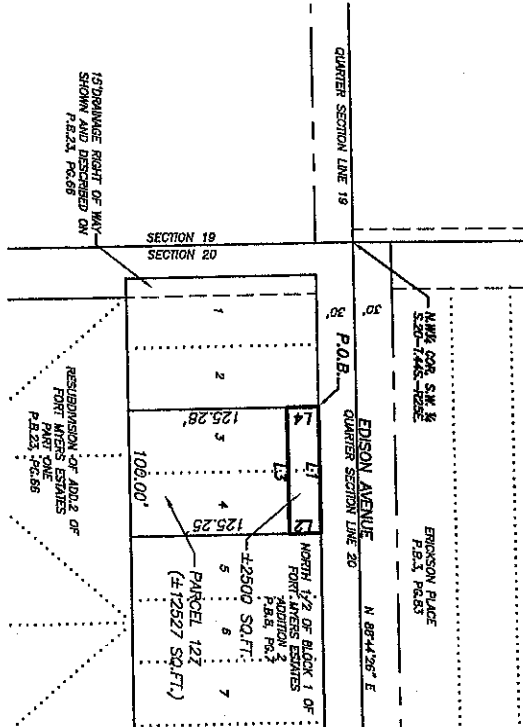 QUARTER SECTION LINE 19
15'DRAINAGE RIGHT OF WAY
SHOWN AND DESCRIBED ON
P.B.23, PG.66
SECTION 19
SECTION 20
N.W¼ COR. S.W. ¼
S.20-T.44S.-R25E.
30'
30'
P.O.B.
EDISON AVENUE
QUARTER SECTION LINE 20
N 88°44'26" E
ERICKSON PLACE
P.B.3, PG.83
1
2
3
4
5
6
7
L4
L1
L3
L2
125.28'
125.25'
100.00'
NORTH 1/2 OF BLOCK 1 OF
FORT MYERS ESTATES
ADDITION 2
P.B.8, PG.7
±2500 SQ.FT.
PARCEL 127
(±12527 SQ.FT.)
RESUBDIVISION OF ADD.2 OF
FORT MYERS ESTATES
PART ONE
P.B.23, PG.66